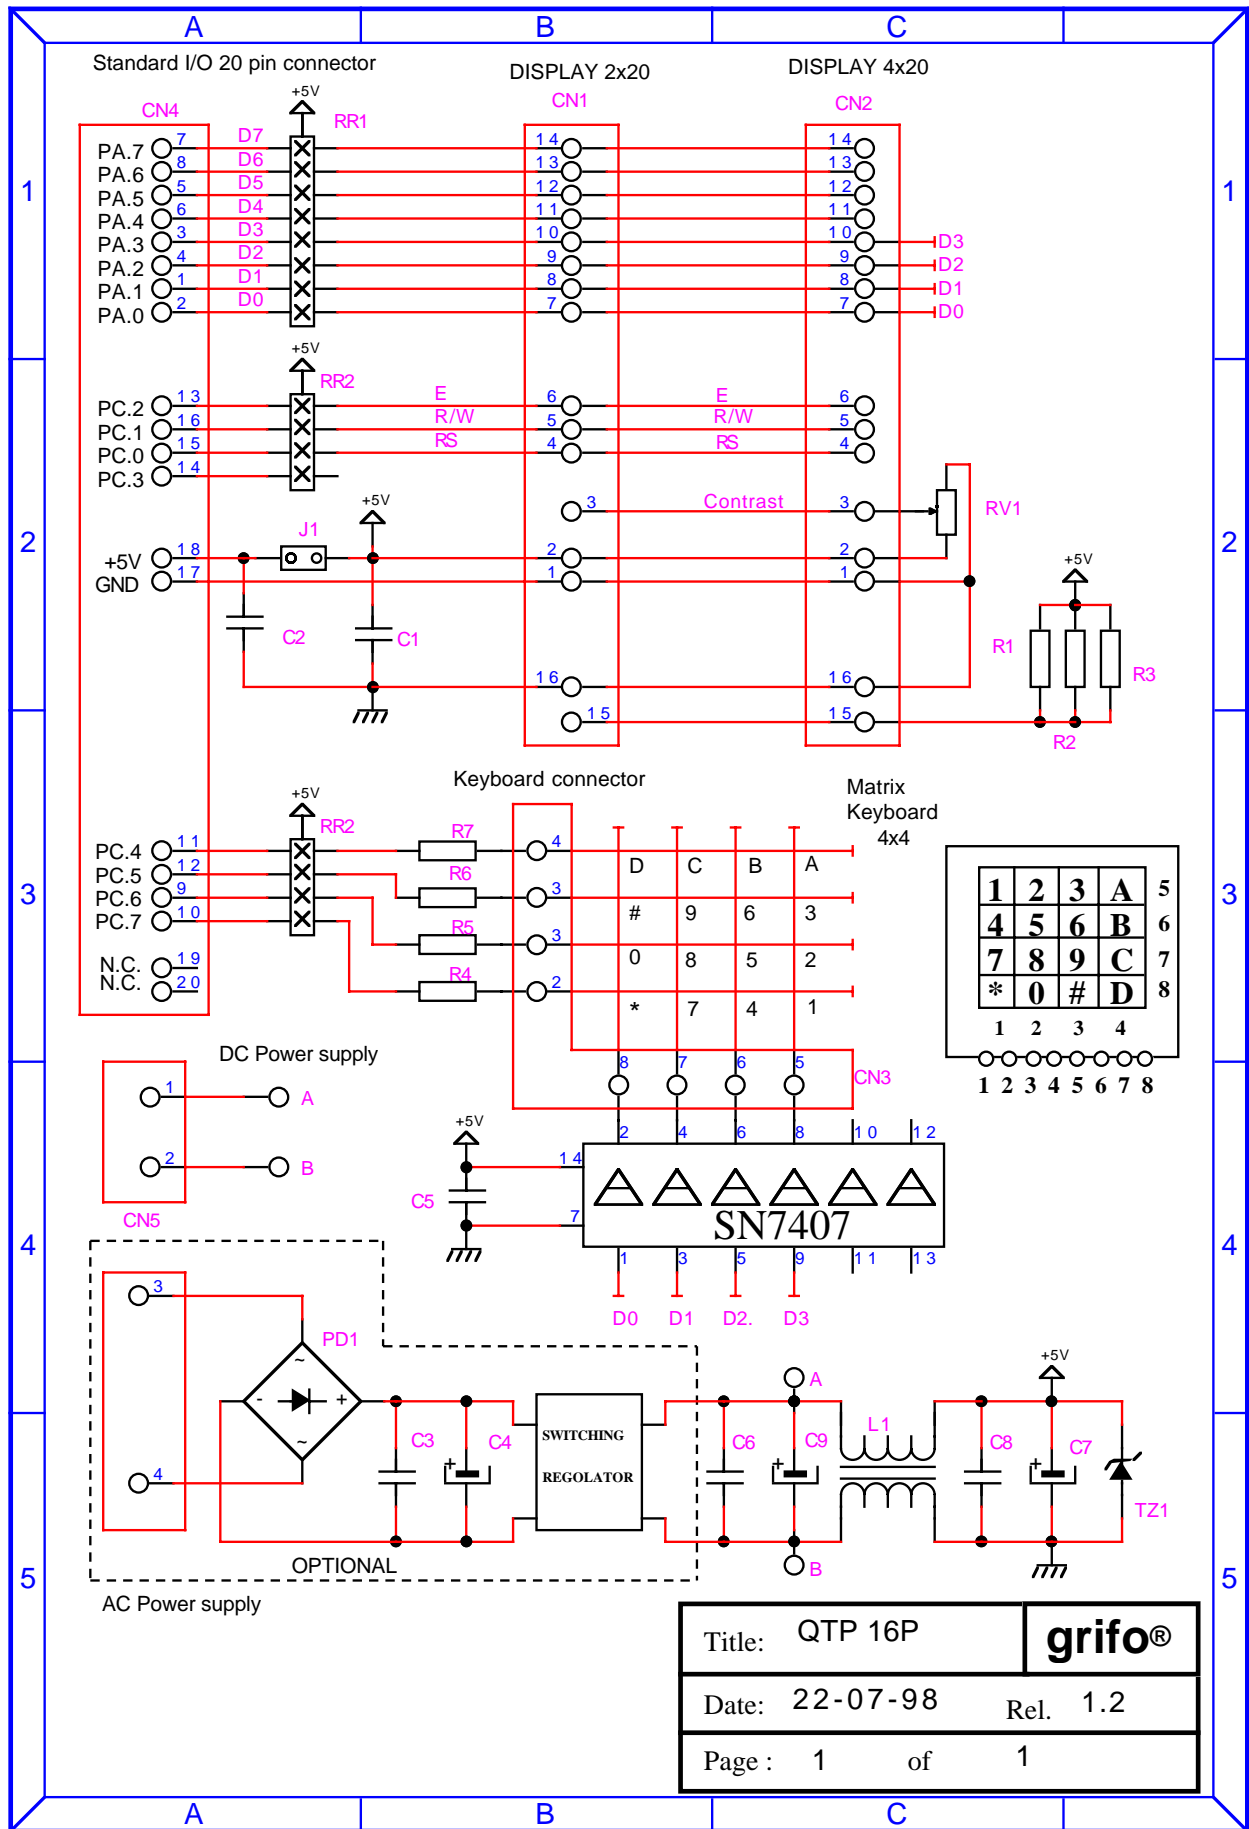 A B C
Standard I/O 20 pin connector
DISPLAY 2x20
DISPLAY 4x20
CN4
+5V
RR1
CN1
CN2
1 1
PA.7 7 D7 14 14
PA.6 8 D6 13 13
PA.5 5 D5 12 12
PA.4 6 D4 11 11
PA.3 3 D3 10 10 D3
PA.2 4 D2 9 9 D2
PA.1 1 D1 8 8 D1
PA.0 2 D0 7 7 D0
+5V
RR2
PC.2 13 E 6 E 6
PC.1 16 R/W 5 R/W 5
PC.0 15 RS 4 RS 4
PC.3 14
3 Contrast 3 RV1
+5V
J1
2 2
+5V 18 2 2
GND 17 1 1
+5V
C2 C1
R1 R3
16 16
15 15
R2
Keyboard connector
Matrix
Keyboard
4x4
+5V
RR2
PC.4 11 R7 4
D C B A
PC.5 12 R6 3
PC.6 9
# 9 6 3
PC.7 10 R5 3
0 8 5 2
N.C. 19
N.C. 20 R4 2
* 7 4 1
3 3
1 2 3 A 5
4 5 6 B 6
7 8 9 C 7
* 0 # D 8
1 2 3 4
1 2 3 4 5 6 7 8
DC Power supply
8 7 6 5
CN3
1 A
2 B
CN5
+5V
C5
2 4 6 8 10 12
14
7
SN7407
1 3 5 9 11 13
D0 D1 D2. D3
4 4
3
4
PD1
~
- +
~
C3 C4
SWITCHING
REGOLATOR
OPTIONAL
AC Power supply
A
B
C6 + C9 L1 C8 + C7
+
+5V
TZ1
5 5
Title: QTP 16P grifo®
Date: 22-07-98 Rel. 1.2
Page : 1 of 1
A B C